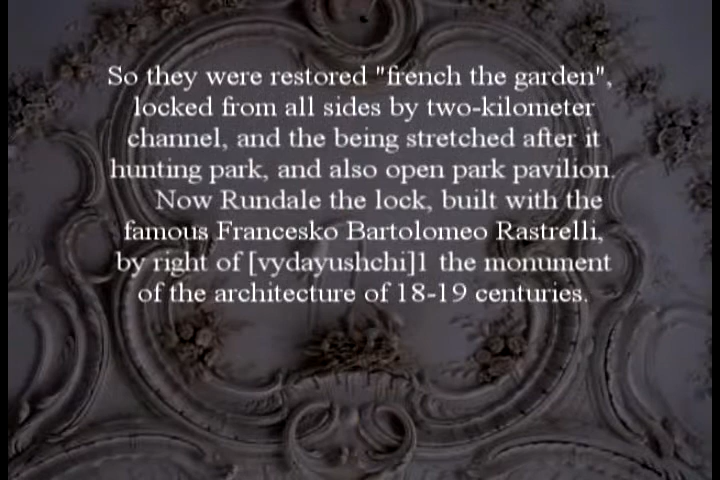 So they were restored "french the garden",
locked from all sides by two-kilometer
channel, and the being stretched after it
hunting park, and also open park pavilion.
Now Rundale the lock, built with the
famous Francesko Bartolomeo Rastrelli,
by right of [vydayushchi]1 the monument
of the architecture of 18-19 centuries.